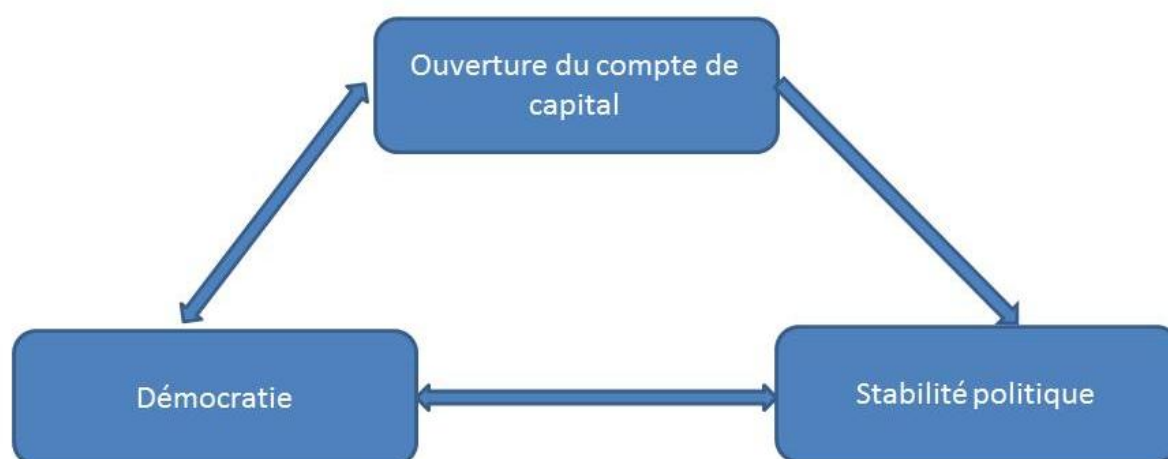 Ouverture du compte de
capital
Démocratie
Stabilité politique